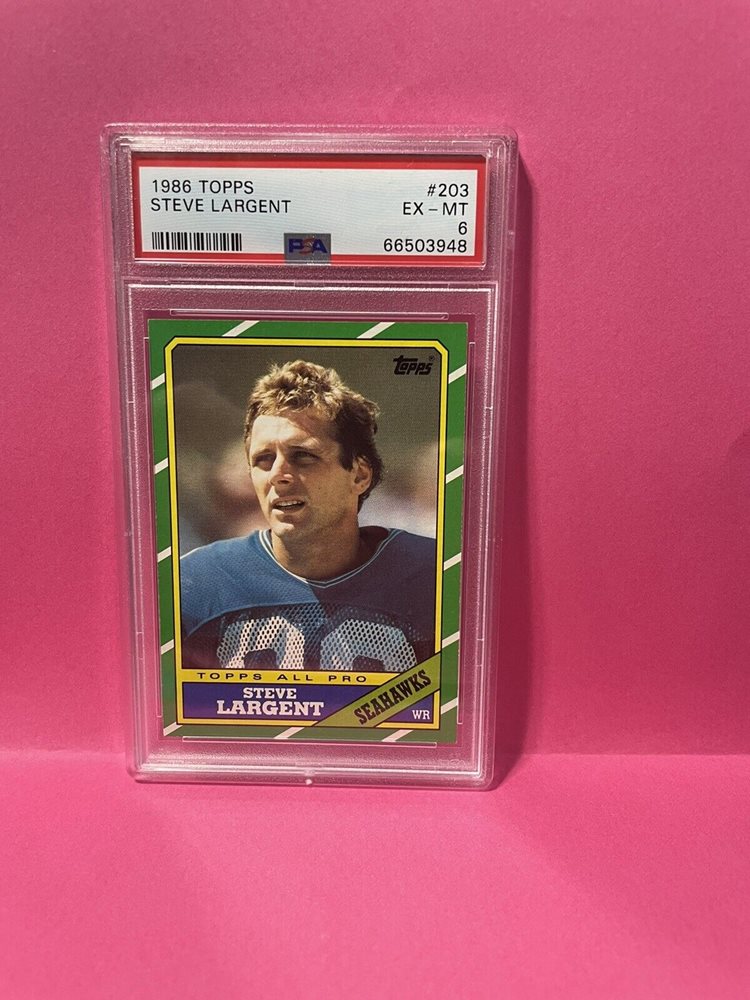 1986 TOPPS #203
STEVE LARGENT EX - MT
6
PSA 66503948
Topps®
TOPPS ALL PRO
STEVE
LARGENT
SEAHAWKS
WR